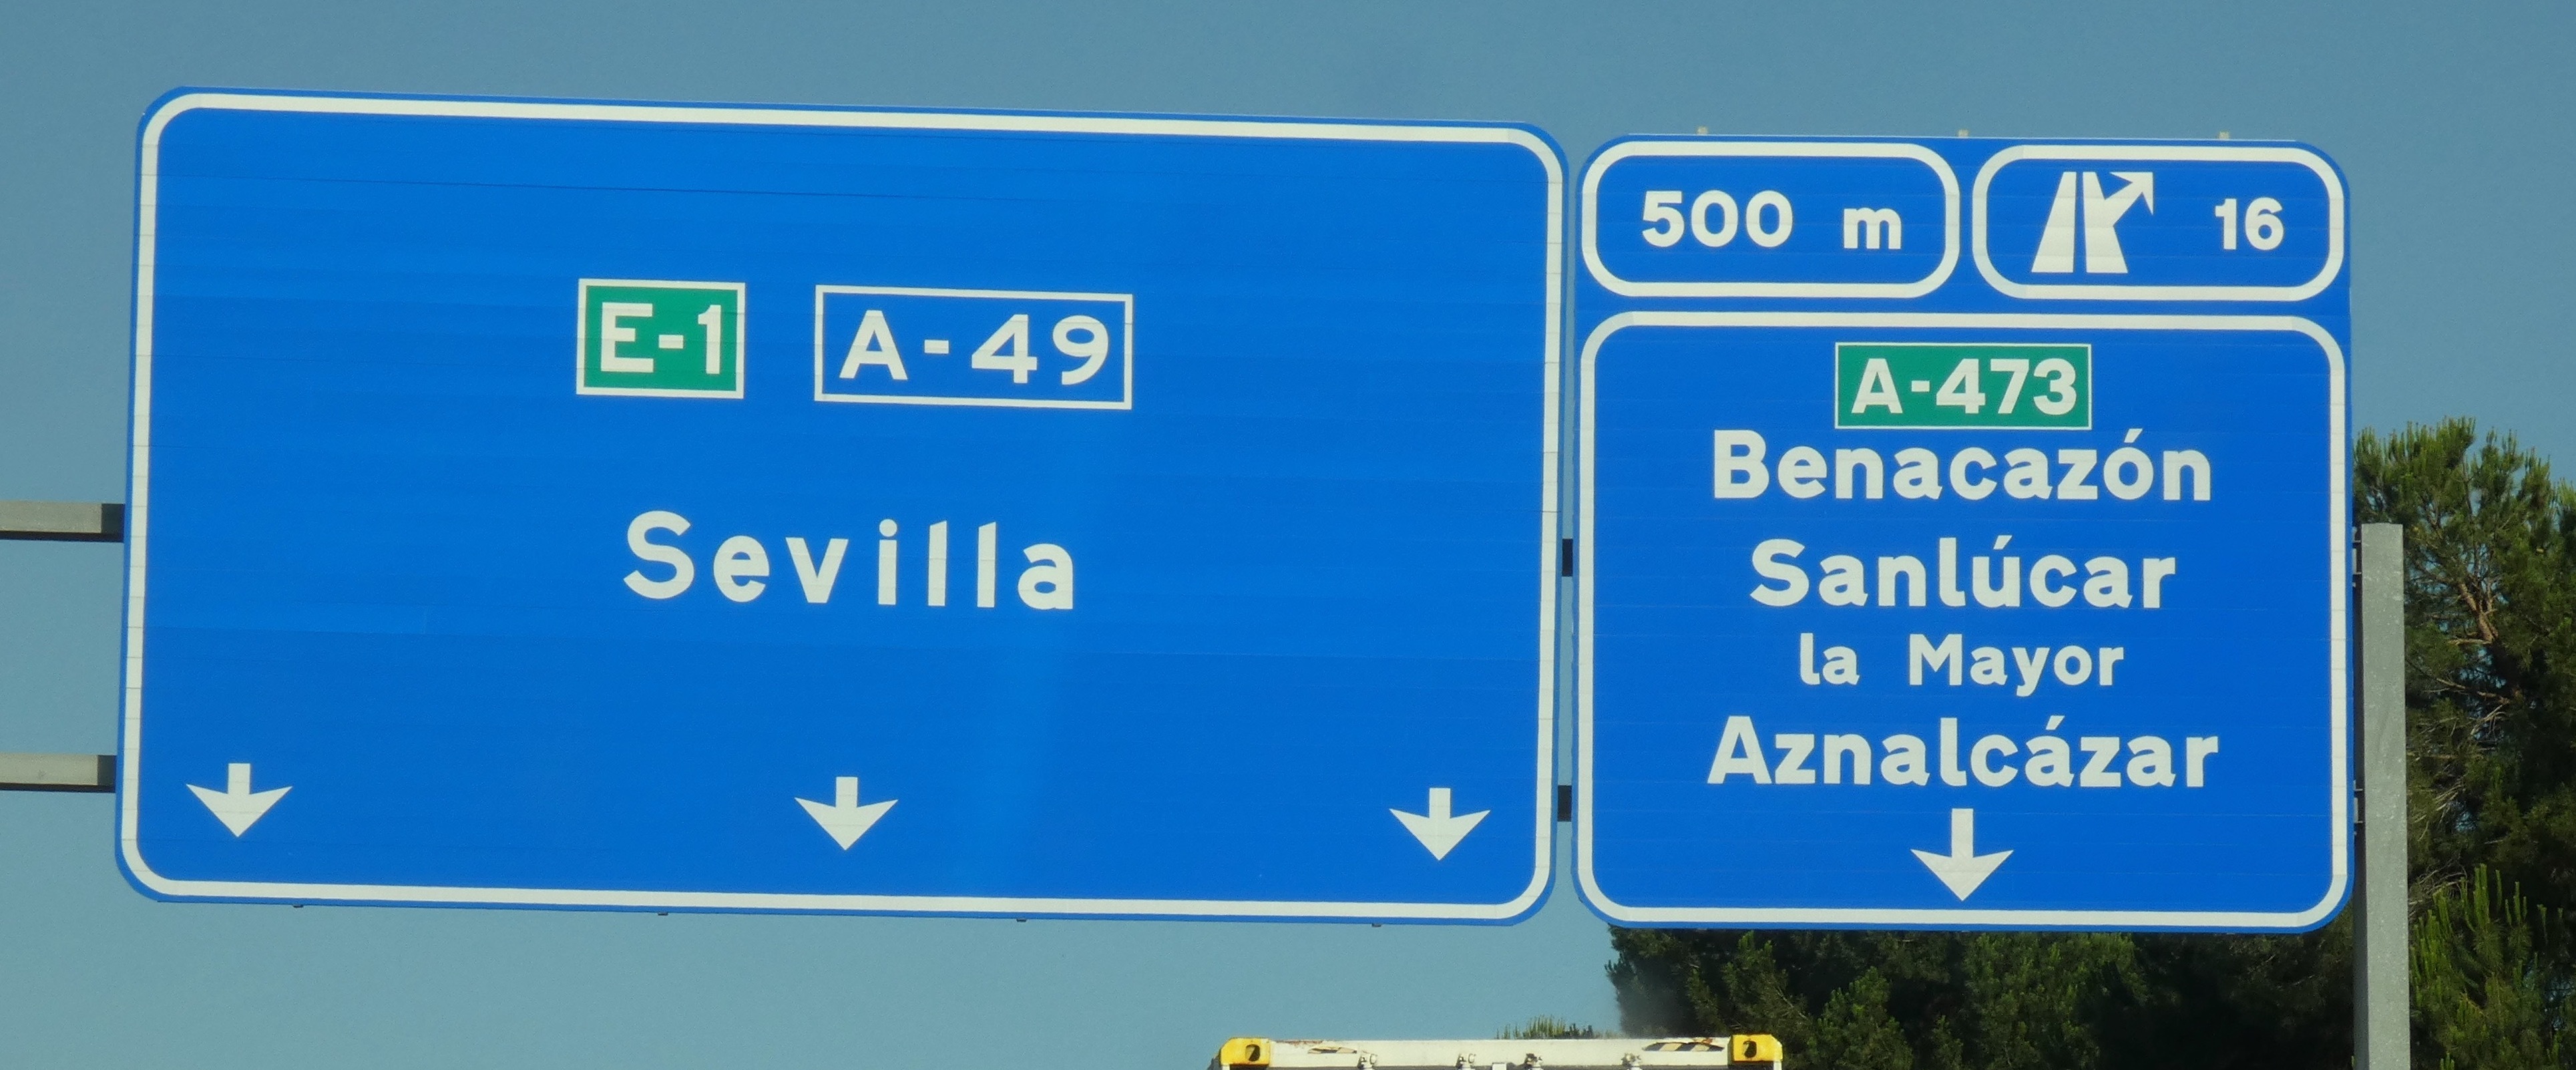 E-1 A-49
Sevilla
500 m
16
A-473
Benacazón
Sanlúcar
la Mayor
Aznalcázar